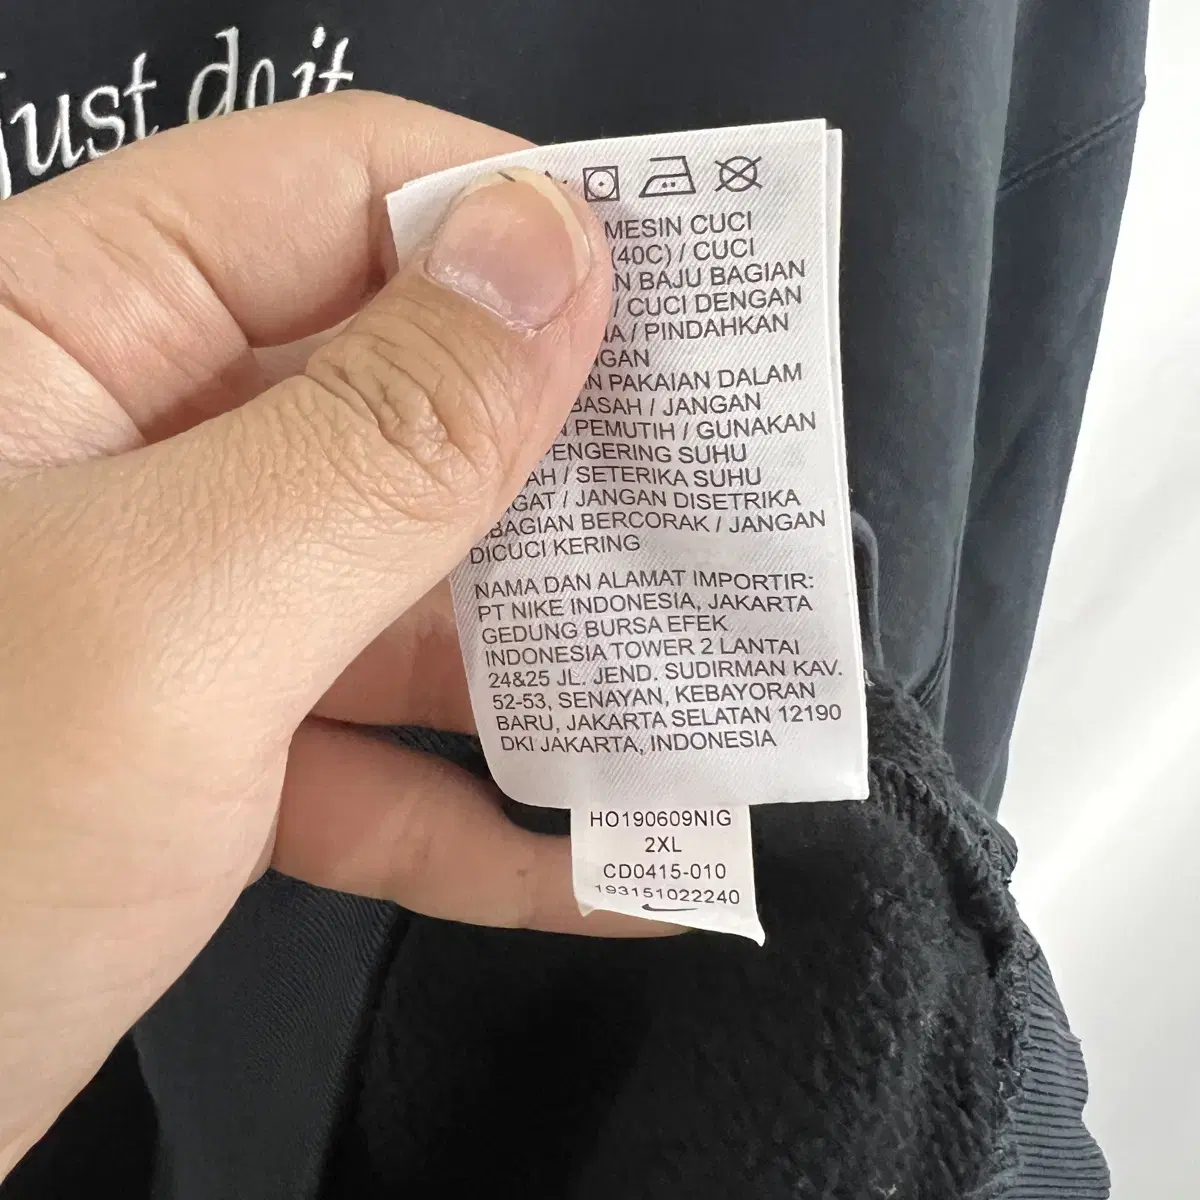 just do it
MESIN CUCI
(40C) / CUCI
BAJU BAGIAN
/ CUCI DENGAN
/ PINDAHKAN
PAKAIAN DALAM
BASAH / JANGAN
PEMUTIH / GUNAKAN
PENGERING SUHU
/ SETERIKA SUHU
/ JANGAN DISETRIKA
BAGIAN BERCORAK / JANGAN
DICUCI KERING
NAMA DAN ALAMAT IMPORTIR:
PT NIKE INDONESIA, JAKARTA
GEDUNG BURSA EFEK
INDONESIA TOWER 2 LANTAI
24&25 JL. JEND. SUDIRMAN KAV.
52-53, SENAYAN, KEBAYORAN
BARU, JAKARTA SELATAN 12190
DKI JAKARTA, INDONESIA
HO190609NIG
2XL
CD0415-010
193151022240